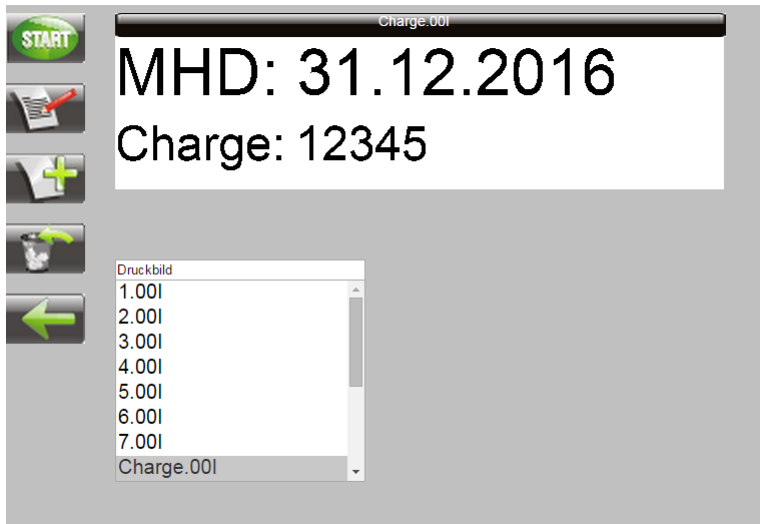 START
Charge.00I
MHD: 31.12.2016
Charge: 12345
Druckbild
1.00I
2.00I
3.00I
4.00I
5.00I
6.00I
7.00I
Charge.00I